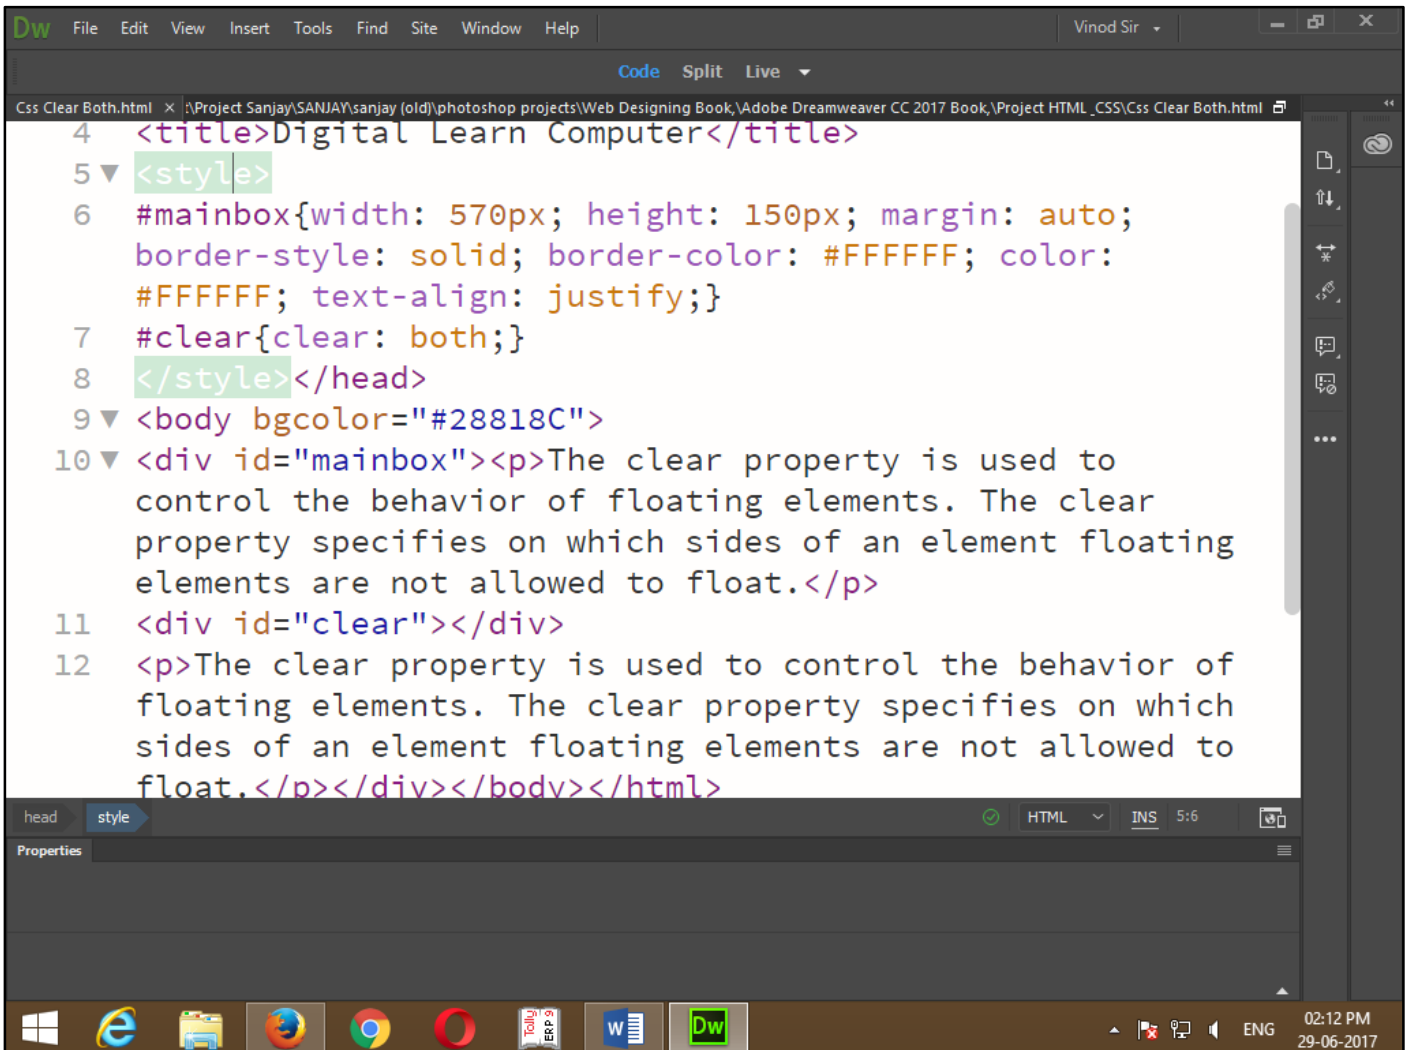 Dw File Edit View Insert Tools Find Site Window Help Vinod Sir
Code Split Live
Css Clear Both.html × :\Project Sanjay\SANJAY\sanjay (old)\photoshop projects\Web Designing Book,\Adobe Dreamweaver CC 2017 Book,\Project HTML_CSS\Css Clear Both.html
4 <title>Digital Learn Computer</title>
5 <style>
6 #mainbox{width: 570px; height: 150px; margin: auto;
border-style: solid; border-color: #FFFFFF; color:
#FFFFFF; text-align: justify;}
7 #clear{clear: both;}
8 </style></head>
9 <body bgcolor="#28818C">
10 <div id="mainbox"><p>The clear property is used to
control the behavior of floating elements. The clear
property specifies on which sides of an element floating
elements are not allowed to float.</p>
11 <div id="clear"></div>
12 <p>The clear property is used to control the behavior of
floating elements. The clear property specifies on which
sides of an element floating elements are not allowed to
float.</p></div></body></html>
head style HTML INS 5:6
Properties
Tally ERP 9 W Dw ENG 02:12 PM
29-06-2017